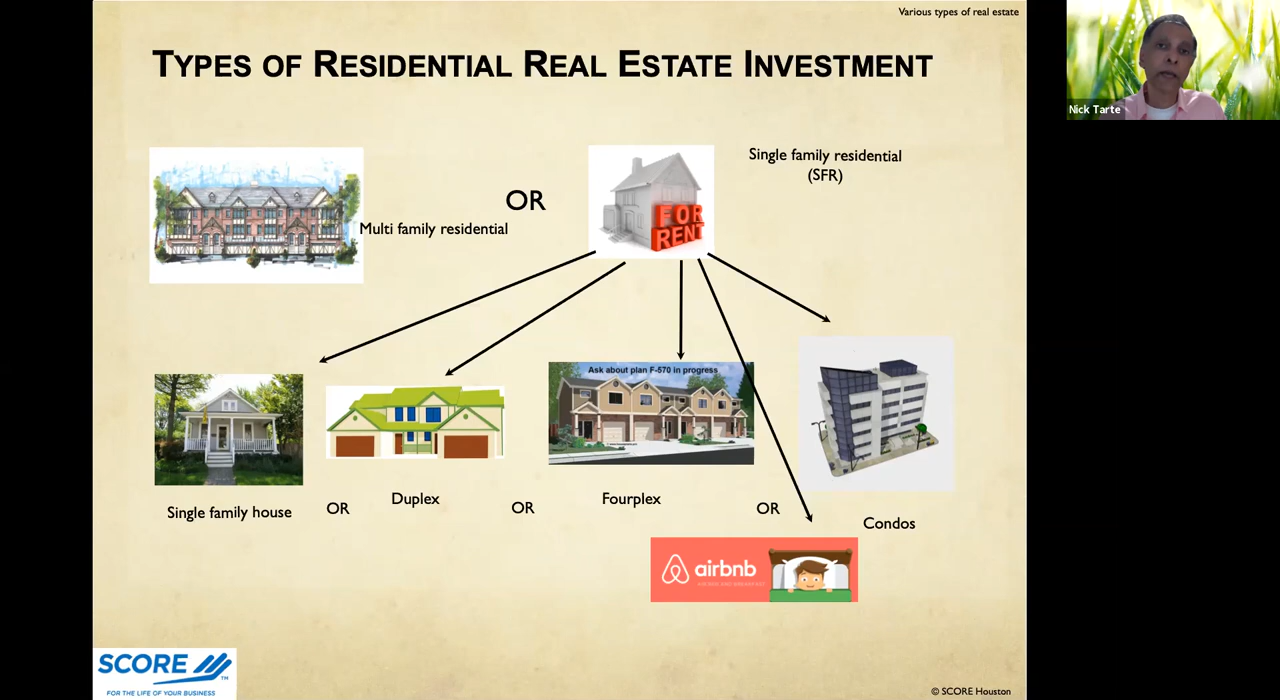 Various types of real estate
TYPES OF RESIDENTIAL REAL ESTATE INVESTMENT
Nick Tarte
Single family residential
(SFR)
OR
FOR
RENT
Multi family residential
Ask about plan F-570 in progress
Single family house
OR
Duplex
OR
Fourplex
OR
Condos
airbnb
SCORE
TM
FOR THE LIFE OF YOUR BUSINESS
© SCORE Houston